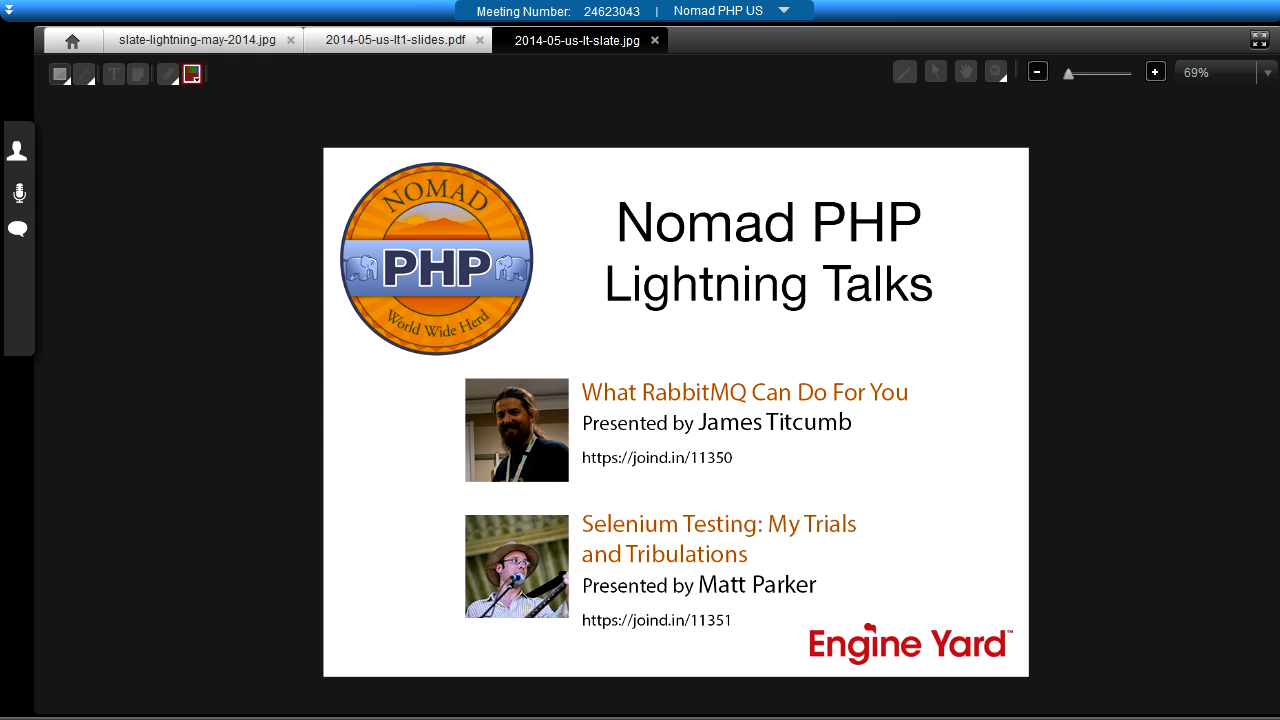 Meeting Number: 24623043 | Nomad PHP US
slate-lightning-may-2014.jpg
2014-05-us-lt1-slides.pdf
2014-05-us-lt-slate.jpg
T
69%
NOMAD
PHP
World Wide Herd
Nomad PHP
Lightning Talks
What RabbitMQ Can Do For You
Presented by James Titcumb
https://joind.in/11350
Selenium Testing: My Trials
and Tribulations
Presented by Matt Parker
https://joind.in/11351
Engine Yard™